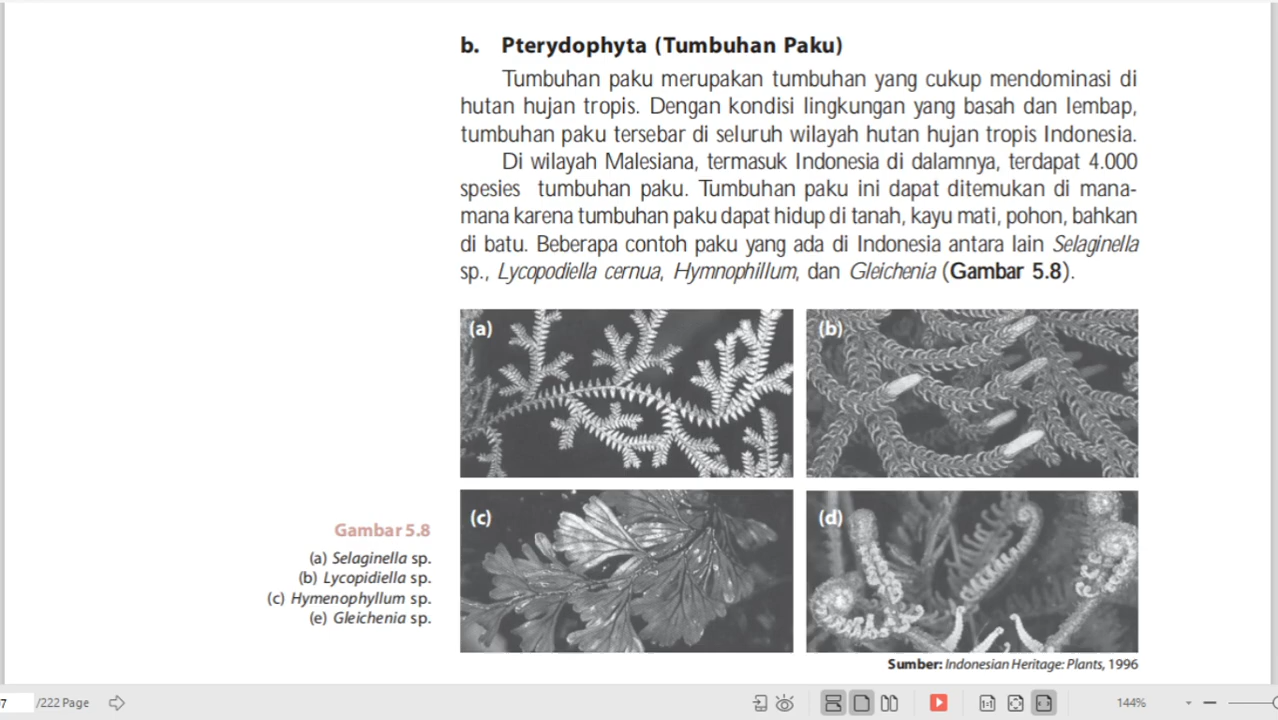 b. Pterydophyta (Tumbuhan Paku)
Tumbuhan paku merupakan tumbuhan yang cukup mendominasi di
hutan hujan tropis. Dengan kondisi lingkungan yang basah dan lembap,
tumbuhan paku tersebar di seluruh wilayah hutan hujan tropis Indonesia.
Di wilayah Malesiana, termasuk Indonesia di dalamnya, terdapat 4.000
spesies tumbuhan paku. Tumbuhan paku ini dapat ditemukan di mana-
mana karena tumbuhan paku dapat hidup di tanah, kayu mati, pohon, bahkan
di batu. Beberapa contoh paku yang ada di Indonesia antara lain Selaginella
sp., Lycopodiella cernua, Hymnophillum, dan Gleichenia (Gambar 5.8).
(a)
(b)
(c)
(d)
Gambar 5.8
(a) Selaginella sp.
(b) Lycopidiella sp.
(c) Hymenophyllum sp.
(e) Gleichenia sp.
Sumber: Indonesian Heritage: Plants, 1996
7 /222 Page
1:1
144%